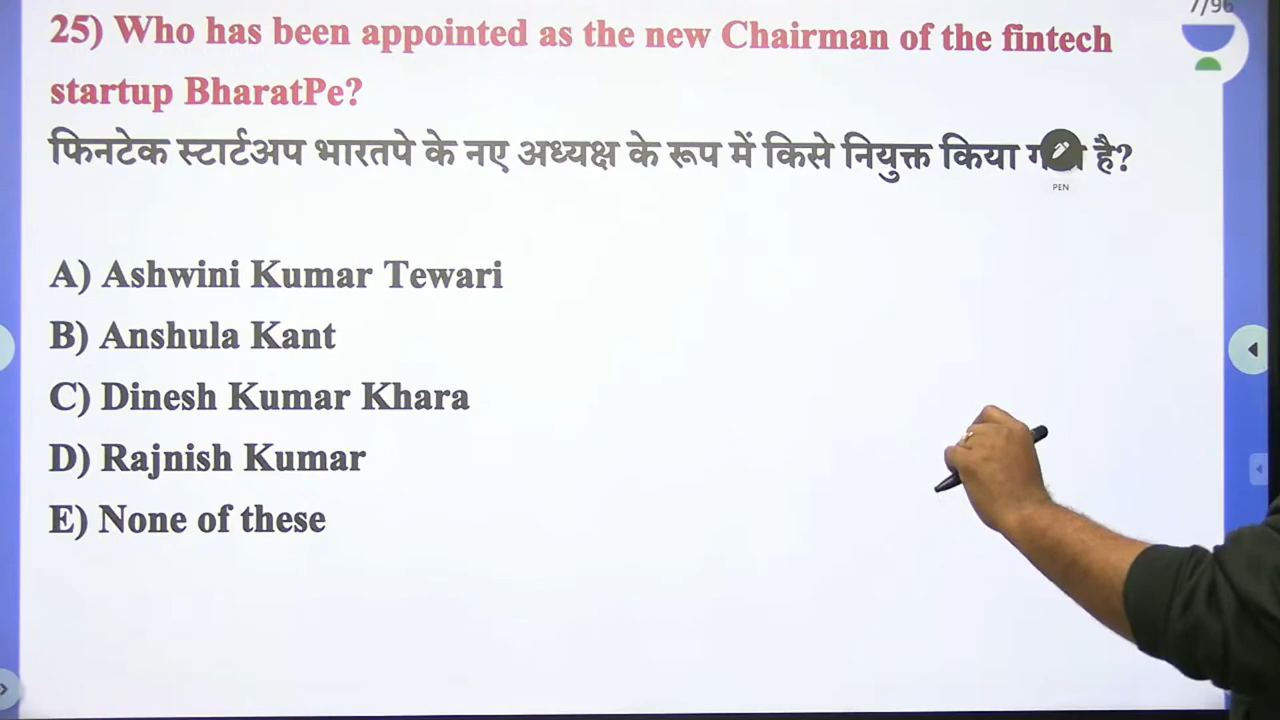 7/96
25) Who has been appointed as the new Chairman of the fintech
startup BharatPe?
फिनटेक स्टार्टअप भारतपे के नए अध्यक्ष के रूप में किसे नियुक्त किया है?
PEN
A) Ashwini Kumar Tewari
B) Anshula Kant
C) Dinesh Kumar Khara
D) Rajnish Kumar
E) None of these